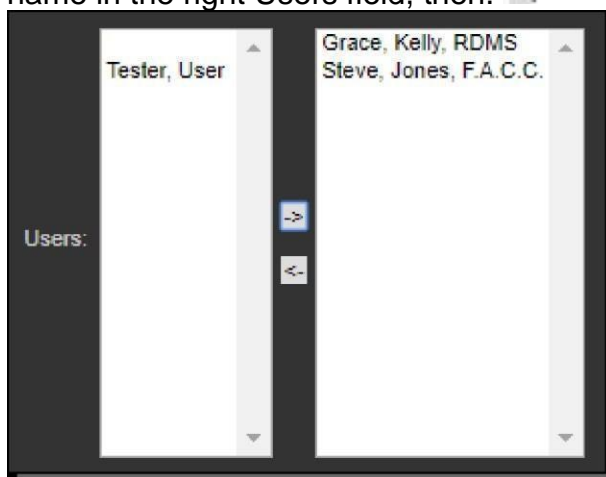 name in the right Users field, then:
Grace, Kelly, RDMS
Tester, User
Steve, Jones, F.A.C.C.
->
Users:
<-